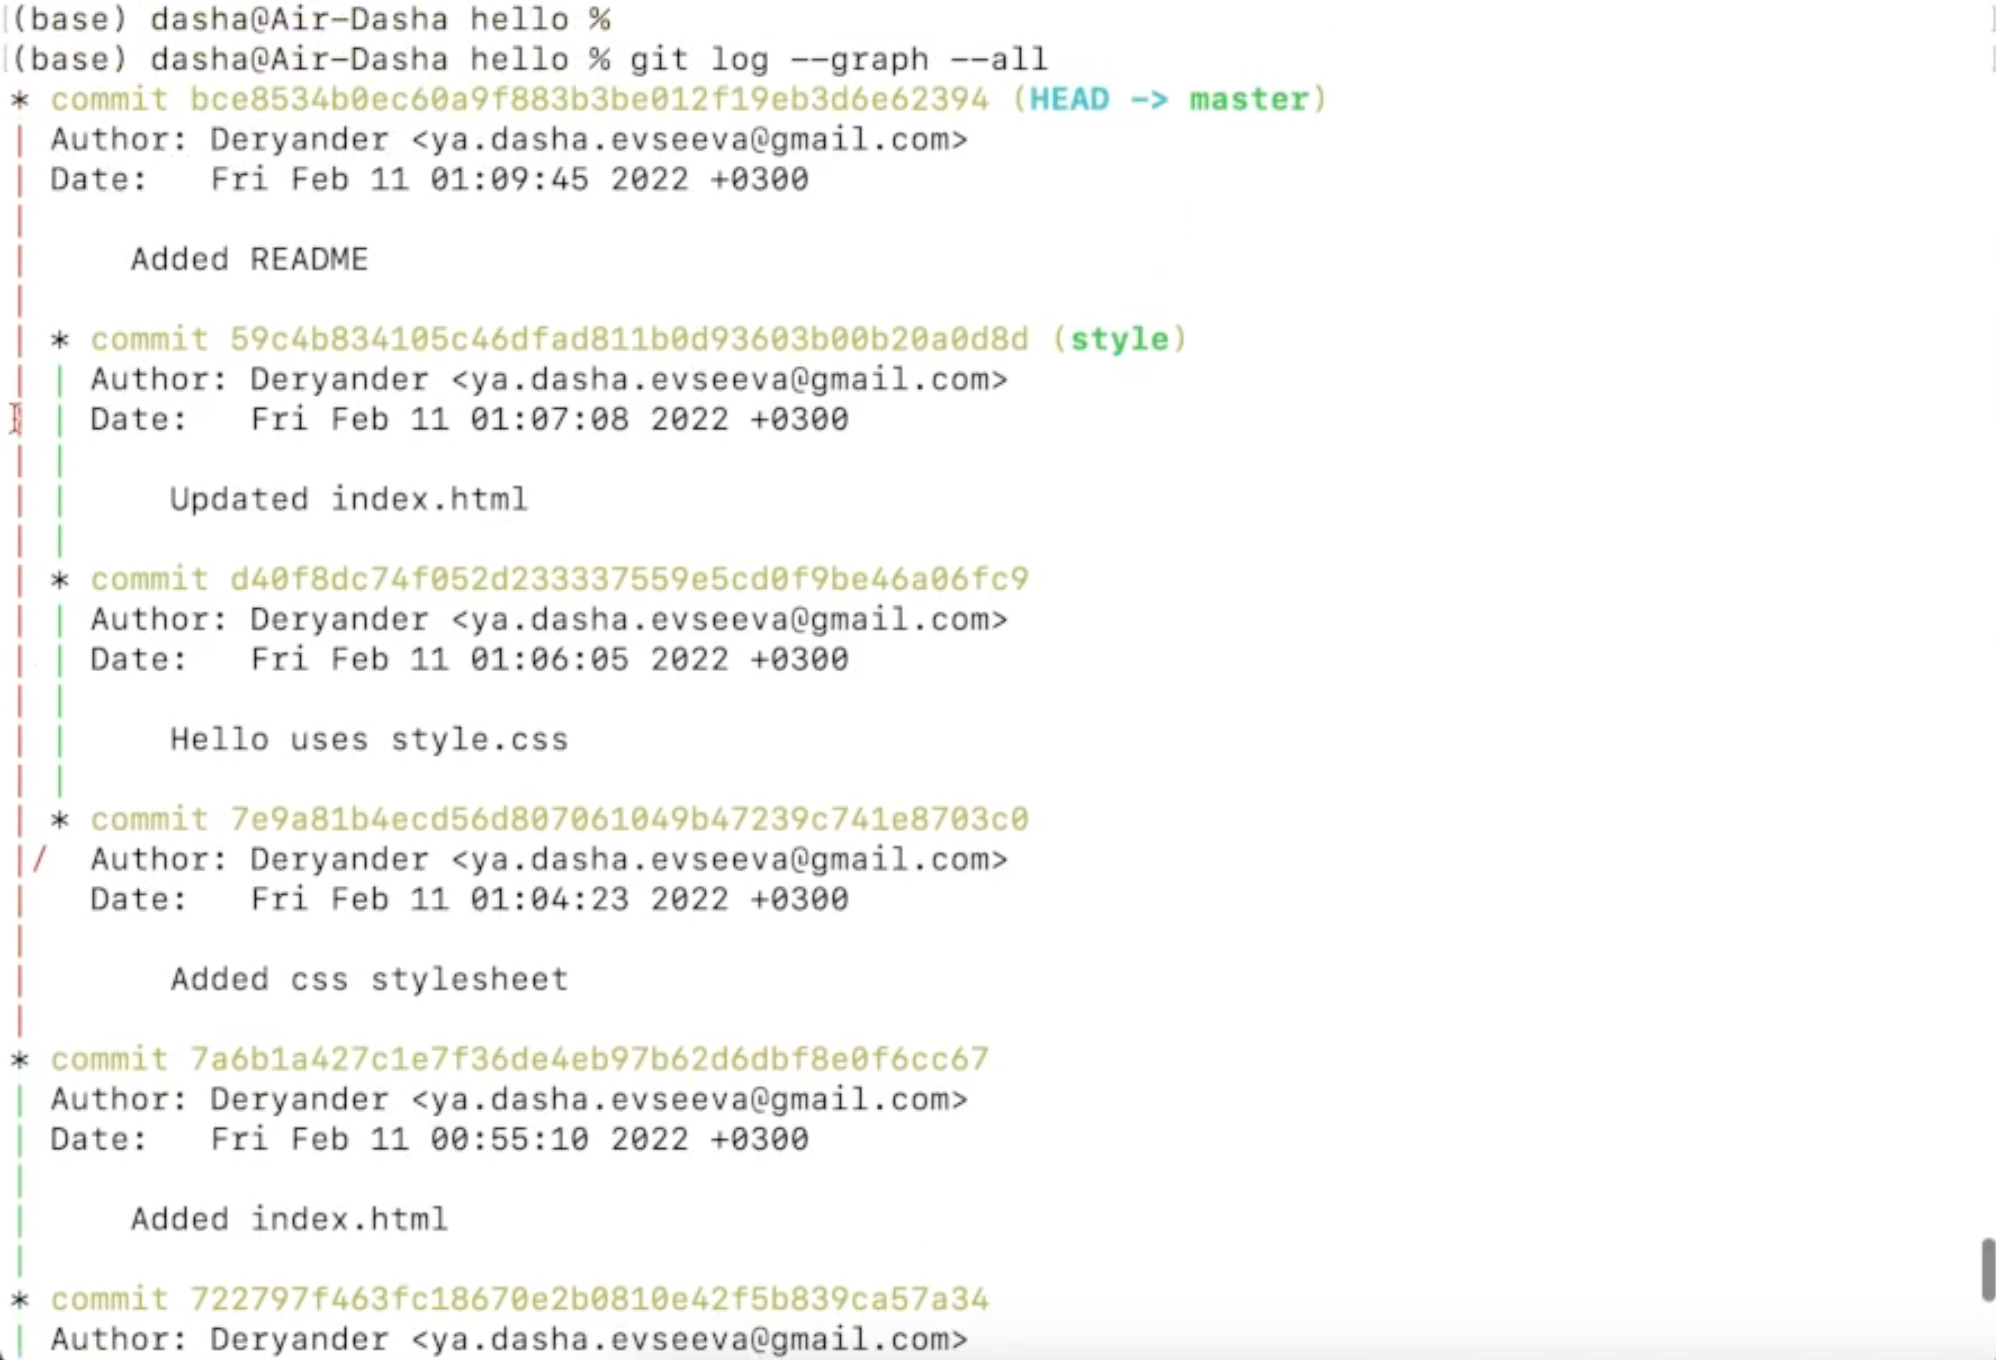 (base) dasha@Air-Dasha hello %
(base) dasha@Air-Dasha hello % git log --graph --all
* commit bce8534b0ec60a9f883b3be012f19eb3d6e62394 (HEAD -> master)
| Author: Deryander <ya.dasha.evseeva@gmail.com>
| Date:   Fri Feb 11 01:09:45 2022 +0300
|
|     Added README
|
| * commit 59c4b834105c46dfad811b0d93603b00b20a0d8d (style)
| | Author: Deryander <ya.dasha.evseeva@gmail.com>
| | Date:   Fri Feb 11 01:07:08 2022 +0300
| |
| |     Updated index.html
| |
| * commit d40f8dc74f052d233337559e5cd0f9be46a06fc9
| | Author: Deryander <ya.dasha.evseeva@gmail.com>
| | Date:   Fri Feb 11 01:06:05 2022 +0300
| |
| |     Hello uses style.css
| |
| * commit 7e9a81b4ecd56d807061049b47239c741e8703c0
|/  Author: Deryander <ya.dasha.evseeva@gmail.com>
|   Date:   Fri Feb 11 01:04:23 2022 +0300
|
|       Added css stylesheet
|
* commit 7a6b1a427c1e7f36de4eb97b62d6dbf8e0f6cc67
| Author: Deryander <ya.dasha.evseeva@gmail.com>
| Date:   Fri Feb 11 00:55:10 2022 +0300
|
|     Added index.html
|
* commit 722797f463fc18670e2b0810e42f5b839ca57a34
| Author: Deryander <ya.dasha.evseeva@gmail.com>